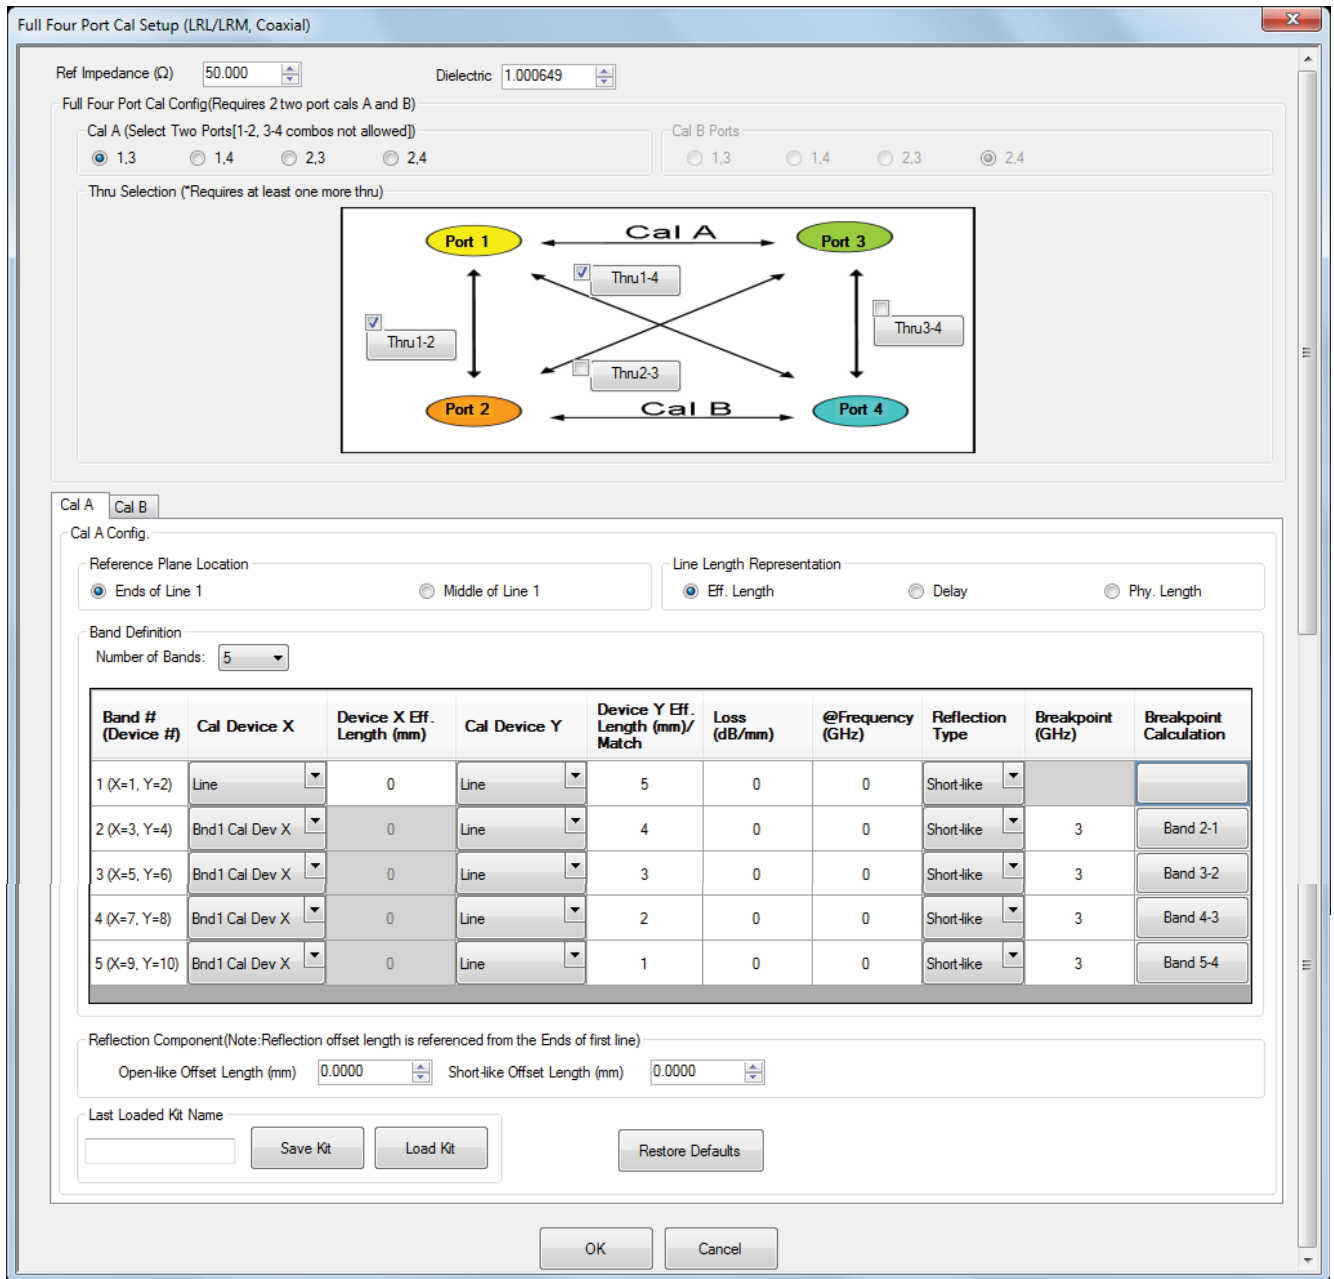 Full Four Port Cal Setup (LRL/LRM, Coaxial)
Ref Impedance (Ω) 50.000 Dielectric 1.000649
Full Four Port Cal Config(Requires 2 two port cals A and B)
Cal A (Select Two Ports[1-2, 3-4 combos not allowed]) Cal B Ports
1,3 1,4 2,3 2,4 1,3 1,4 2,3 2,4
Thru Selection (*Requires at least one more thru)
Port 1 Cal A Port 3
Thru1-4
Thru1-2 Thru3-4
Thru2-3
Port 2 Cal B Port 4
Cal A Cal B
Cal A Config.
Reference Plane Location Line Length Representation
Ends of Line 1 Middle of Line 1 Eff. Length Delay Phy. Length
Band Definition
Number of Bands: 5
Band # (Device #) Cal Device X Device X Eff. Length (mm) Cal Device Y Device Y Eff. Length (mm)/ Match Loss (dB/mm) @Frequency (GHz) Reflection Type Breakpoint (GHz) Breakpoint Calculation
1 (X=1, Y=2) Line 0 Line 5 0 0 Short-like
2 (X=3, Y=4) Bnd1 Cal Dev X 0 Line 4 0 0 Short-like 3 Band 2-1
3 (X=5, Y=6) Bnd1 Cal Dev X 0 Line 3 0 0 Short-like 3 Band 3-2
4 (X=7, Y=8) Bnd1 Cal Dev X 0 Line 2 0 0 Short-like 3 Band 4-3
5 (X=9, Y=10) Bnd1 Cal Dev X 0 Line 1 0 0 Short-like 3 Band 5-4
Reflection Component(Note:Reflection offset length is referenced from the Ends of first line)
Open-like Offset Length (mm) 0.0000 Short-like Offset Length (mm) 0.0000
Last Loaded Kit Name
Save Kit Load Kit Restore Defaults
OK Cancel